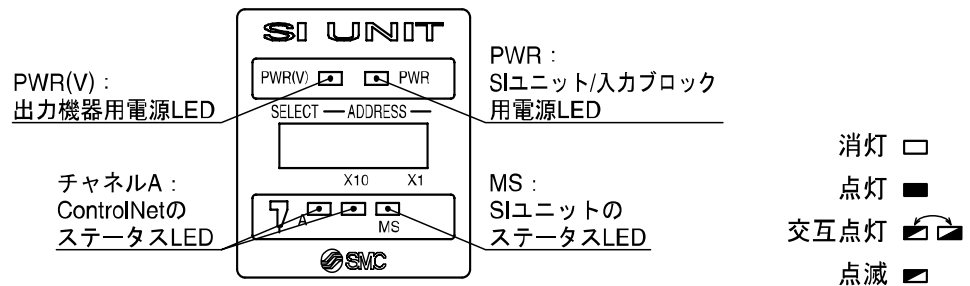 SI UNIT
PWR(V)
PWR
SELECT — ADDRESS —
X10 X1
A
MS
SMC
PWR(V)：
出力機器用電源LED
PWR：
SIユニット/入力ブロック
用電源LED
チャネルA：
ControlNetの
ステータスLED
MS：
SIユニットの
ステータスLED
消灯
点灯
交互点灯
点滅